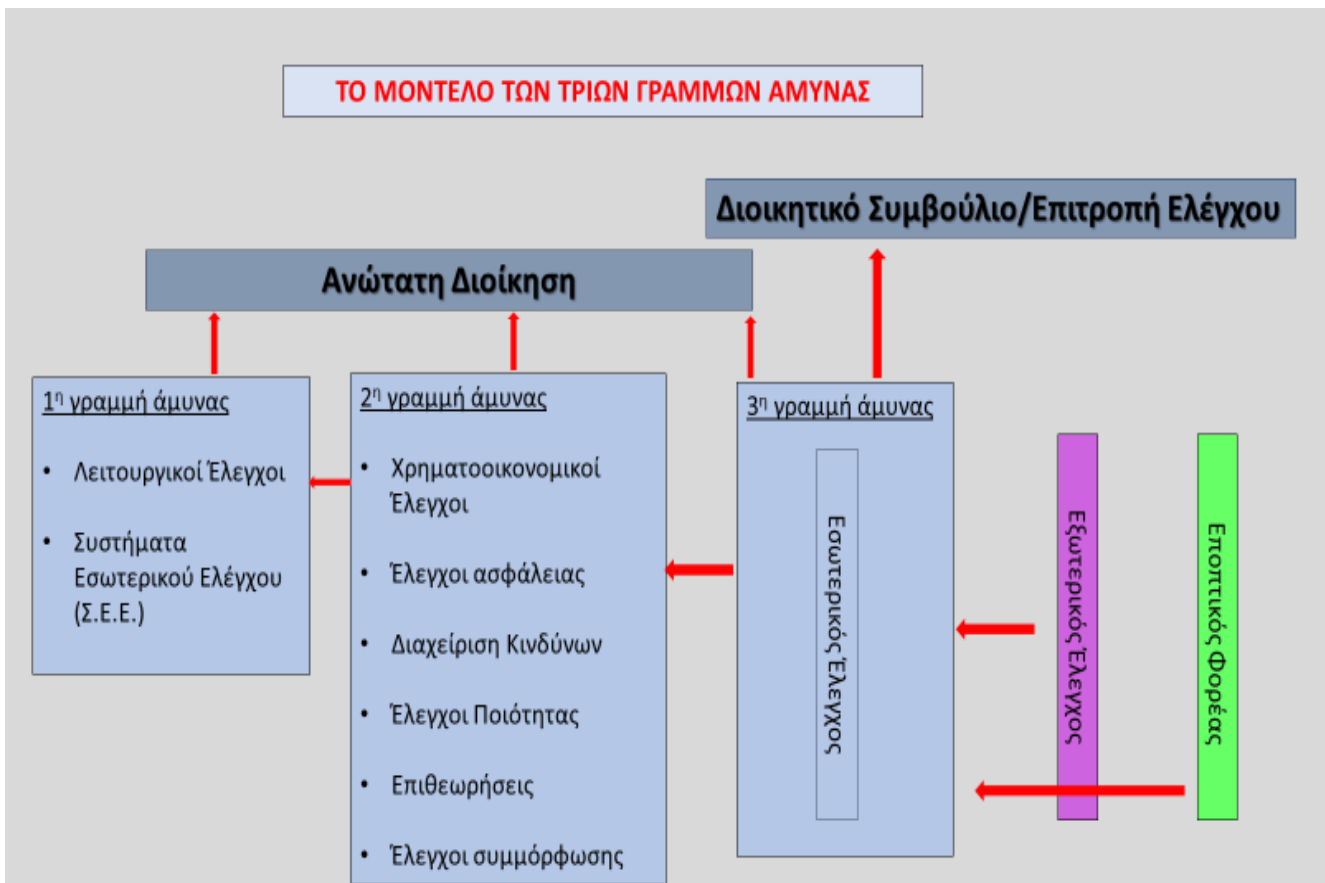 ΤΟ ΜΟΝΤΕΛΟ ΤΩΝ ΤΡΙΩΝ ΓΡΑΜΜΩΝ ΑΜΥΝΑΣ
Διοικητικό Συμβούλιο/Επιτροπή Ελέγχου
Ανώτατη Διοίκηση
1η γραμμή άμυνας
• Λειτουργικοί Έλεγχοι
• Συστήματα
Εσωτερικού Ελέγχου
(Σ.Ε.Ε.)
2η γραμμή άμυνας
• Χρηματοοικονομικοί
Έλεγχοι
• Έλεγχοι ασφάλειας
• Διαχείριση Κινδύνων
• Έλεγχοι Ποιότητας
• Επιθεωρήσεις
• Έλεγχοι συμμόρφωσης
3η γραμμή άμυνας
Εσωτερικός Έλεγχος
Εξωτερικός Έλεγχος
Εποπτικός Φορέας